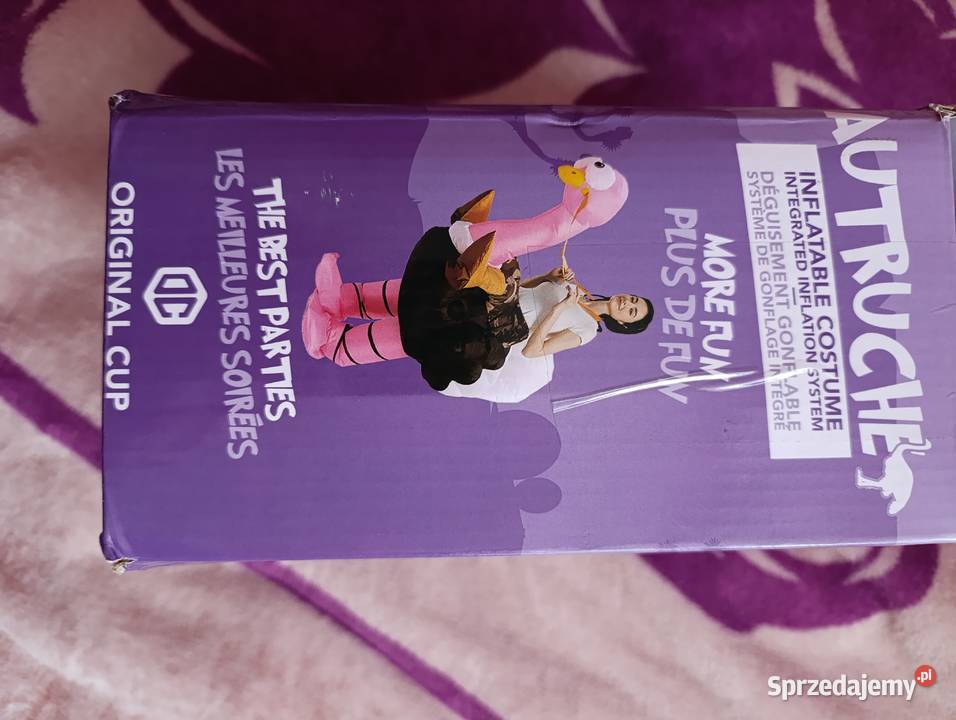 AUTRUCHE
INFLATABLE COSTUME
INTEGRATED INFLATION SYSTEM
DÉGUISEMENT GONFLABLE,
SYSTÈME DE GONFLAGE INTÉGRÉ
MORE FUN
PLUS DE FUN
THE BEST PARTIES
LES MEILLEURES SOIRÉES
ORIGINAL CUP
Sprzedajemy.pl